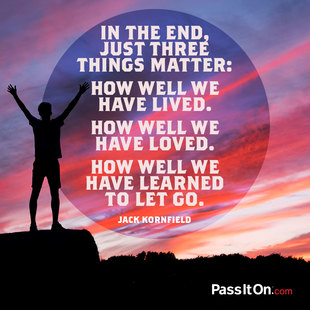 IN THE END,
JUST THREE
THINGS MATTER:
HOW WELL WE
HAVE LIVED.
HOW WELL WE
HAVE LOVED.
HOW WELL WE
HAVE LEARNED
TO LET GO.
JACK KORNFIELD
PassItOn.com